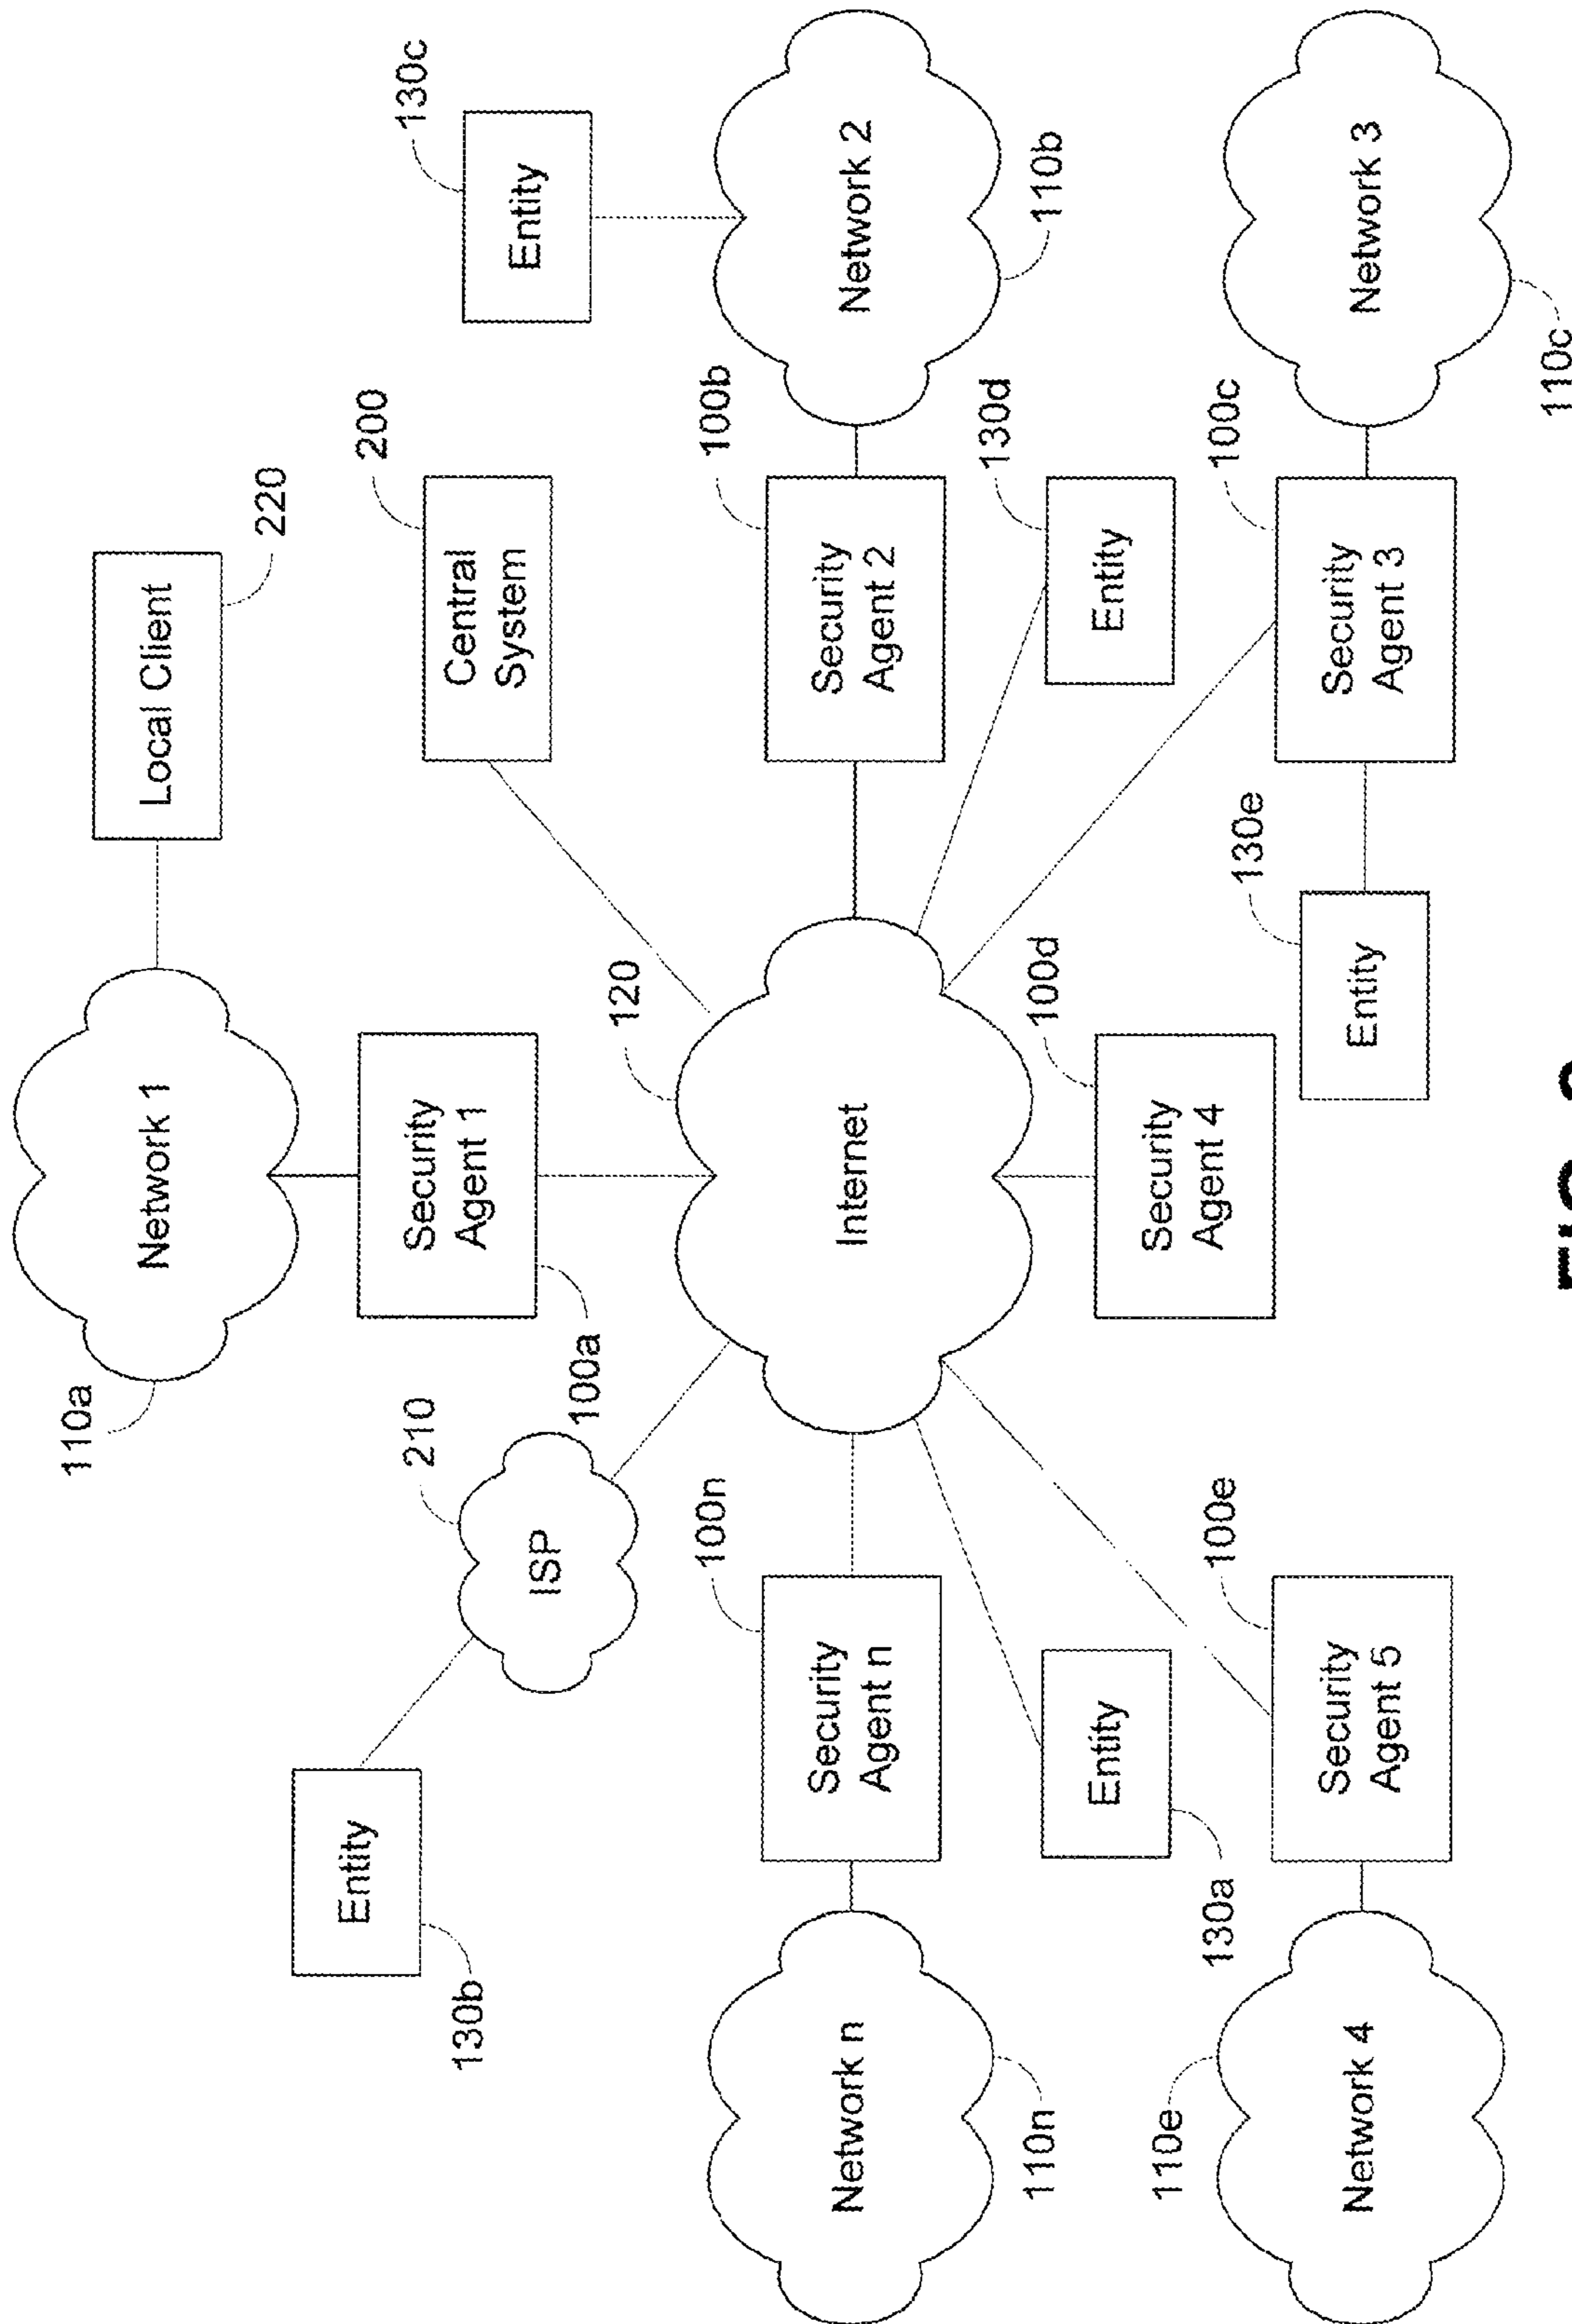 110a
Network 1
Local Client
220
Entity
130b
210
ISP
Security
Agent 1
100a
200
Central
System
130c
Entity
120
Internet
100n
Security
Agent n
Network n
110n
100b
Security
Agent 2
Network 2
110b
Entity
130a
100d
Security
Agent 4
130d
Entity
110e
Network 4
100e
Security
Agent 5
130e
Entity
100c
Security
Agent 3
Network 3
110c